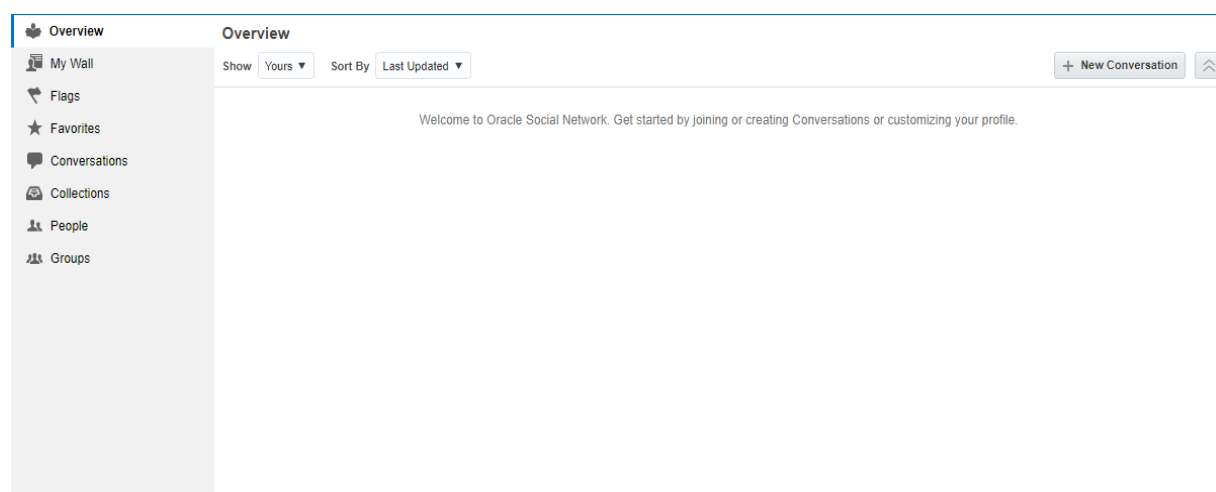 Overview
My Wall
Flags
Favorites
Conversations
Collections
People
Groups
Overview
Show Yours ▼ Sort By Last Updated ▼ + New Conversation
Welcome to Oracle Social Network. Get started by joining or creating Conversations or customizing your profile.